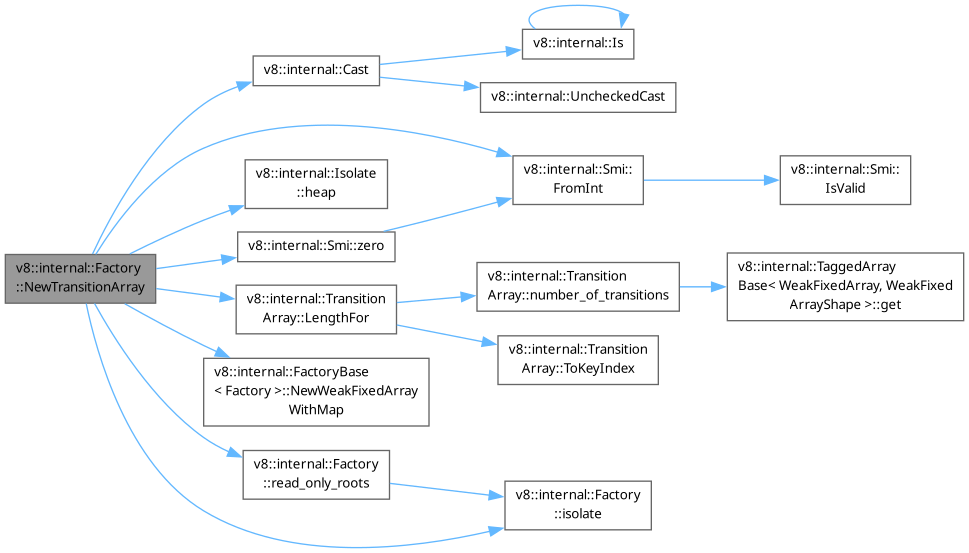 v8::internal::Factory
::NewTransitionArray
v8::internal::Cast
v8::internal::Is
v8::internal::UncheckedCast
v8::internal::Isolate
::heap
v8::internal::Smi::
FromInt
v8::internal::Smi::
IsValid
v8::internal::Smi::zero
v8::internal::Transition
Array::LengthFor
v8::internal::Transition
Array::number_of_transitions
v8::internal::TaggedArray
Base< WeakFixedArray, WeakFixed
ArrayShape >::get
v8::internal::Transition
Array::ToKeyIndex
v8::internal::FactoryBase
< Factory >::NewWeakFixedArray
WithMap
v8::internal::Factory
::read_only_roots
v8::internal::Factory
::isolate